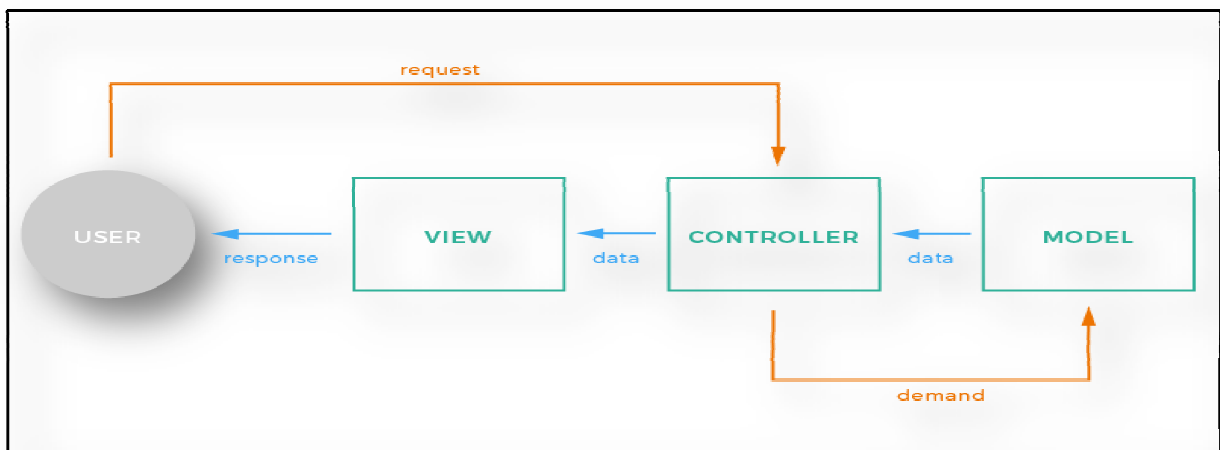 request
USER
VIEW
CONTROLLER
MODEL
response
data
data
demand